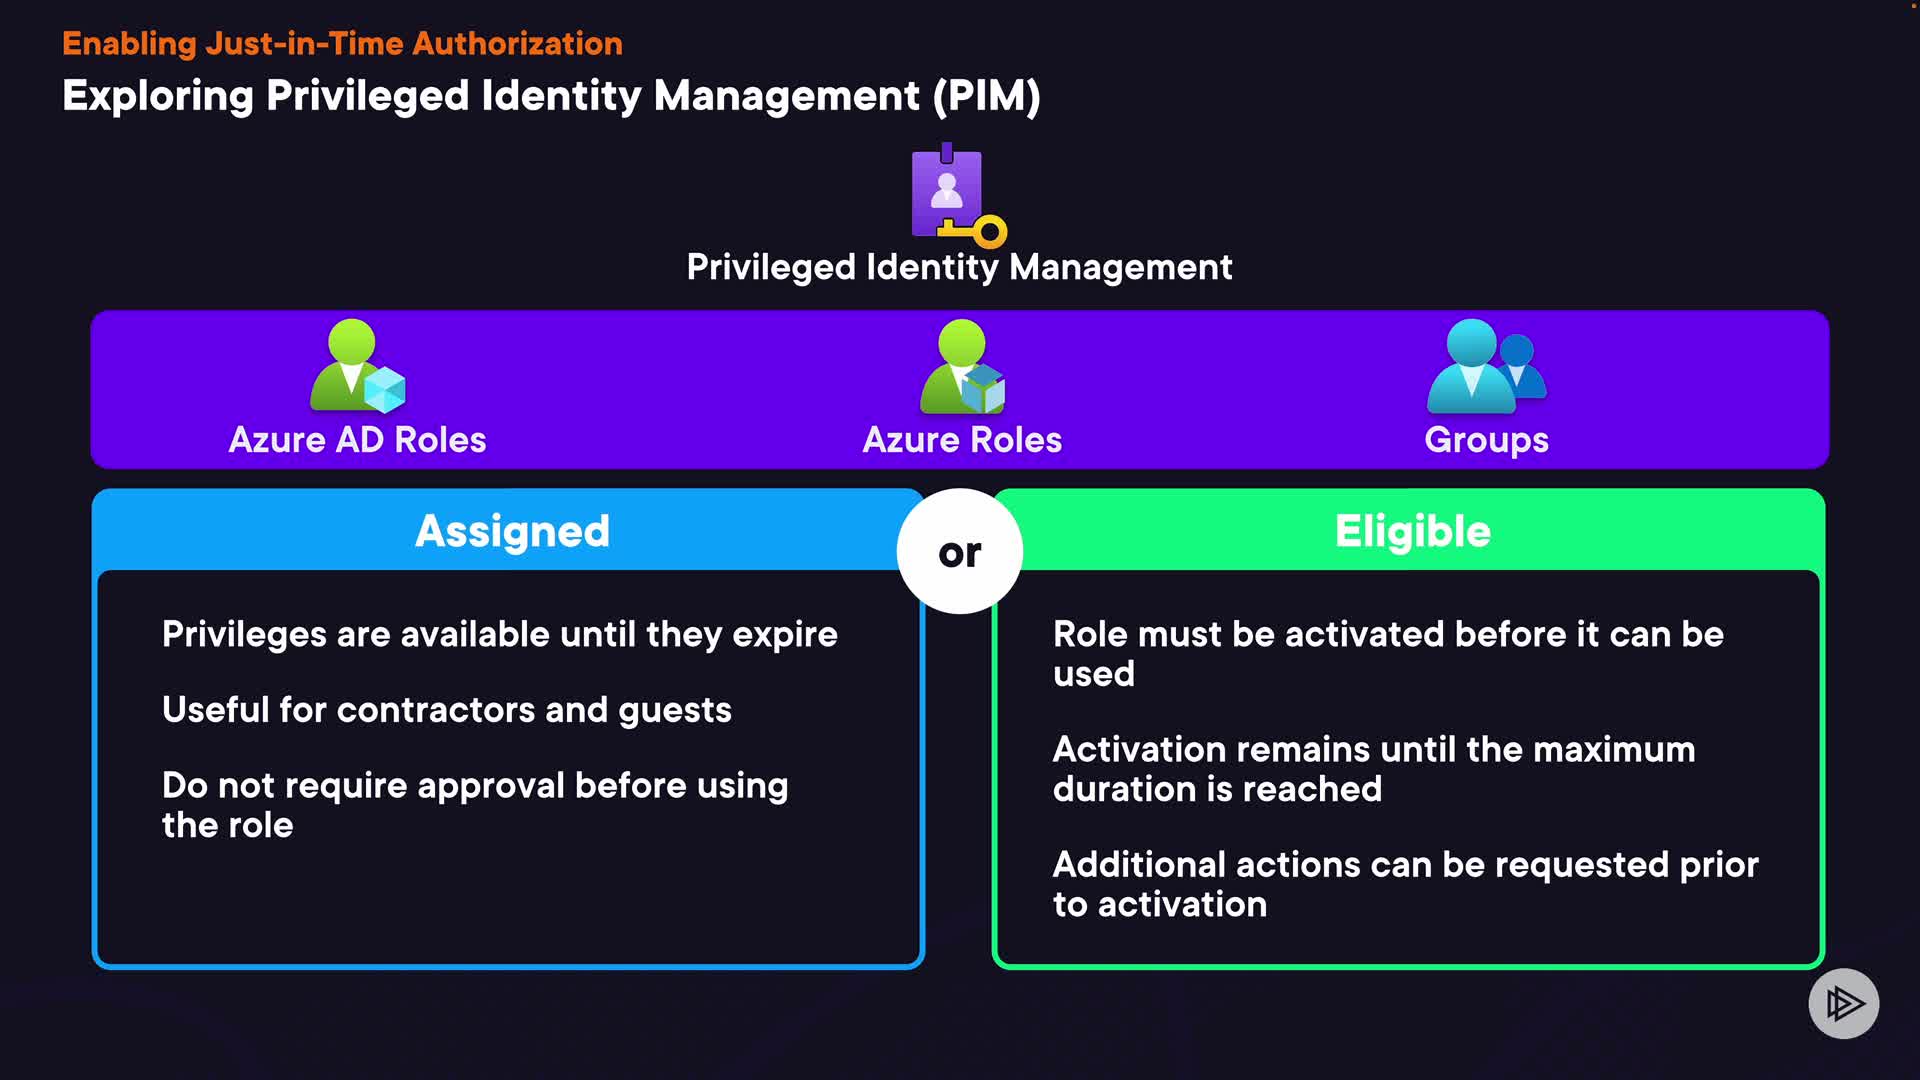 Enabling Just-in-Time Authorization
Exploring Privileged Identity Management (PIM)
Privileged Identity Management
Azure AD Roles
Azure Roles
Groups
Assigned
or
Eligible
Privileges are available until they expire
Useful for contractors and guests
Do not require approval before using
the role
Role must be activated before it can be
used
Activation remains until the maximum
duration is reached
Additional actions can be requested prior
to activation